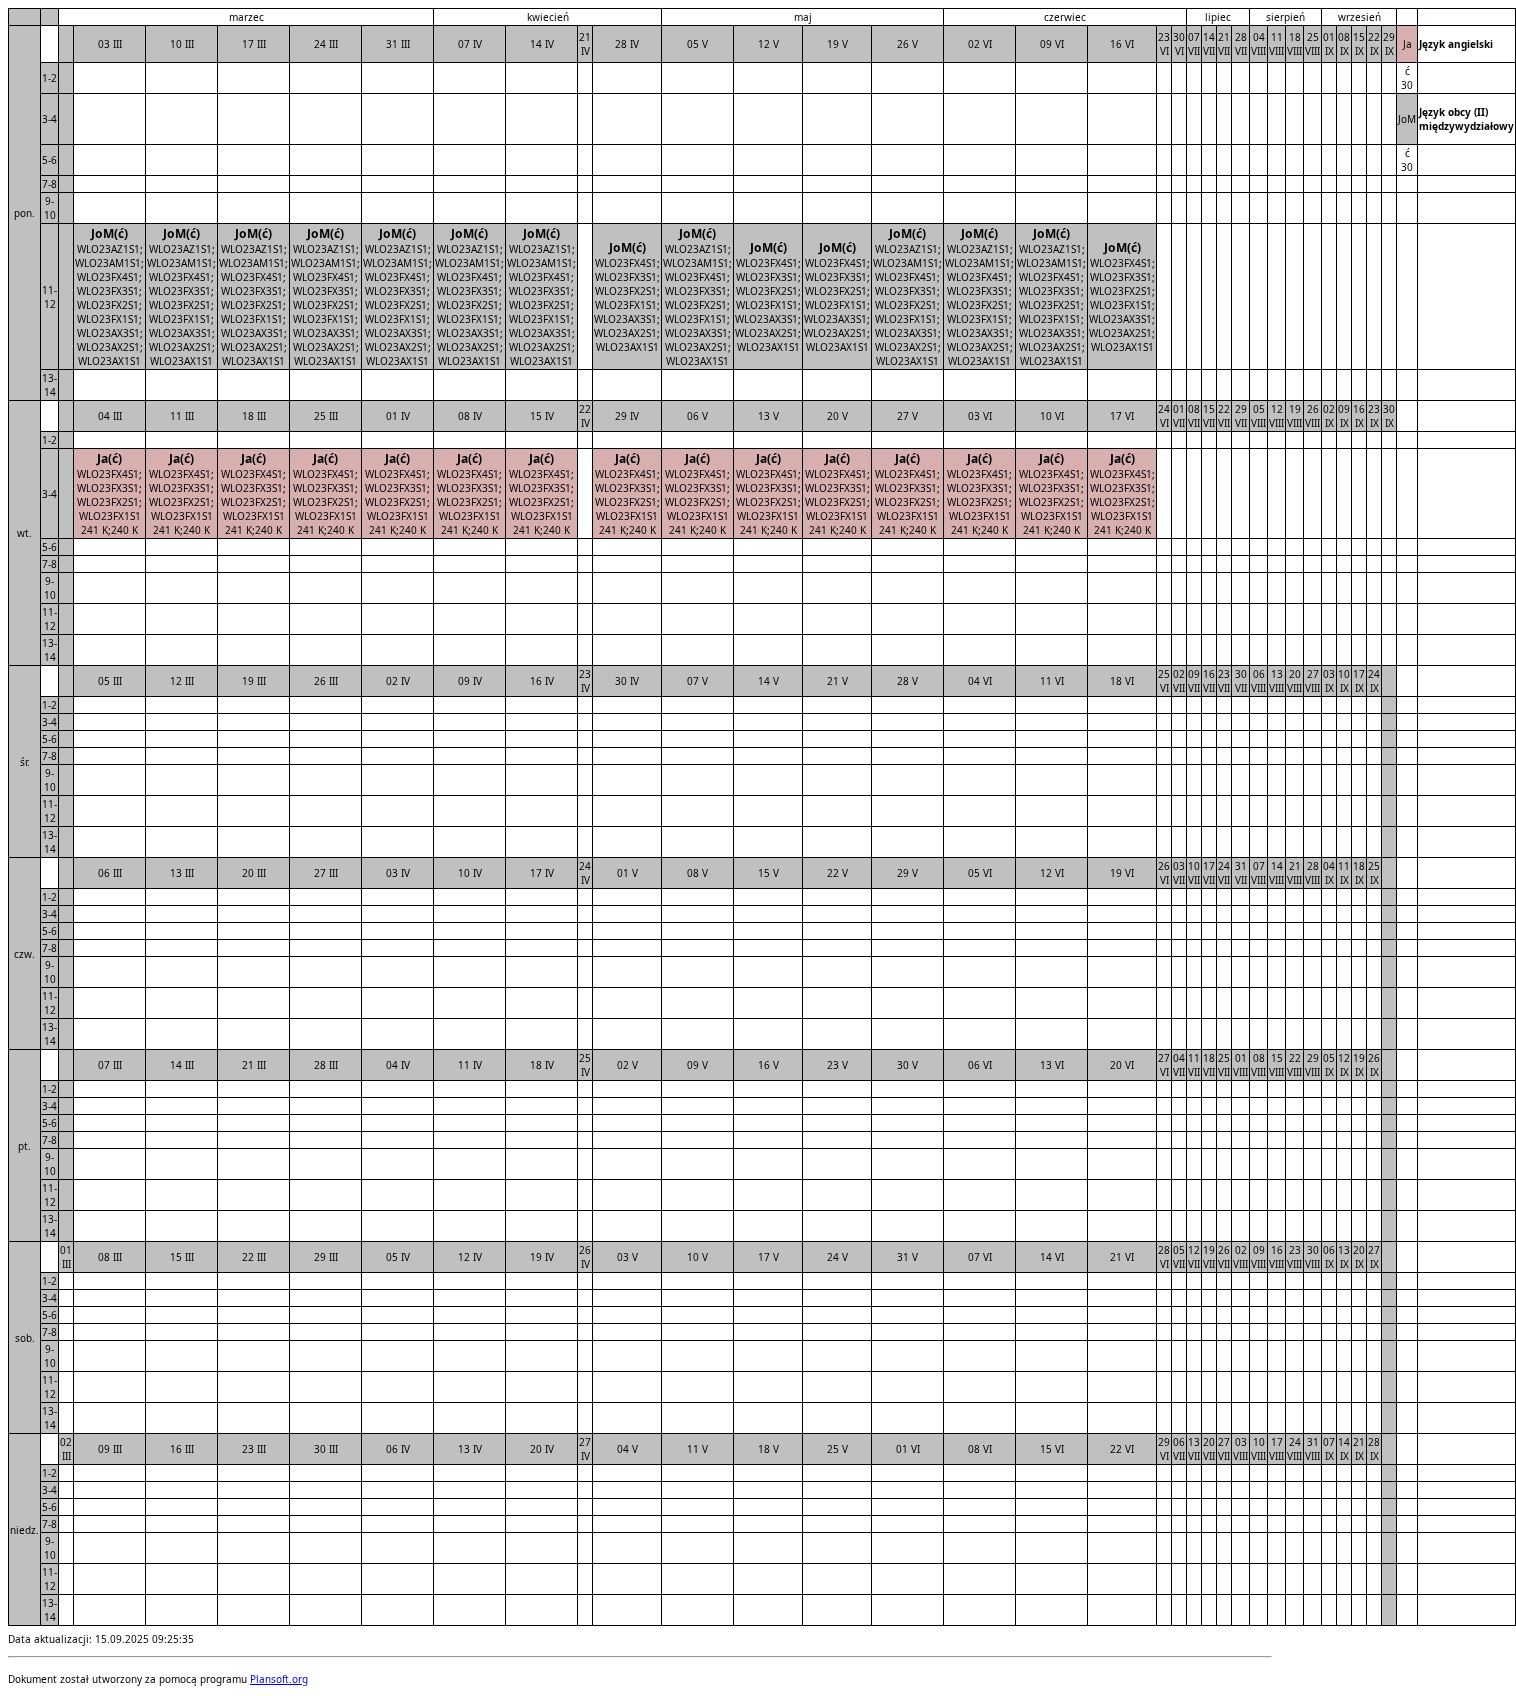 marzec kwiecień maj czerwiec lipiec sierpień wrzesień
pon.
03 III 10 III 17 III 24 III 31 III 07 IV 14 IV 21 IV 28 IV 05 V 12 V 19 V 26 V 02 VI 09 VI 16 VI 23 VI 30 VI 07 VII 14 VII 21 VII 28 VII 04 VIII 11 VIII 18 VIII 25 VIII 01 IX 08 IX 15 IX 22 IX 29 IX Ja Język angielski
1-2 ć 30
3-4 JoM Język obcy (II) międzywydziałowy
5-6 ć 30
7-8
9-10
11-12
JoM(ć) JoM(ć) JoM(ć) JoM(ć) JoM(ć) JoM(ć) JoM(ć) JoM(ć) JoM(ć) JoM(ć) JoM(ć)
WLO23AZ1S1; WLO23AZ1S1; WLO23AZ1S1; WLO23AZ1S1; WLO23AZ1S1; WLO23AZ1S1; WLO23AZ1S1; JoM(ć) WLO23AZ1S1; JoM(ć) JoM(ć) WLO23AZ1S1; WLO23AZ1S1; WLO23AZ1S1; JoM(ć)
WLO23AM1S1; WLO23AM1S1; WLO23AM1S1; WLO23AM1S1; WLO23AM1S1; WLO23AM1S1; WLO23AM1S1; WLO23FX4S1; WLO23AM1S1; WLO23FX4S1; WLO23FX4S1; WLO23AM1S1; WLO23AM1S1; WLO23AM1S1; WLO23FX4S1;
WLO23FX4S1; WLO23FX4S1; WLO23FX4S1; WLO23FX4S1; WLO23FX4S1; WLO23FX4S1; WLO23FX4S1; WLO23FX3S1; WLO23FX4S1; WLO23FX3S1; WLO23FX3S1; WLO23FX4S1; WLO23FX4S1; WLO23FX4S1; WLO23FX3S1;
WLO23FX3S1; WLO23FX3S1; WLO23FX3S1; WLO23FX3S1; WLO23FX3S1; WLO23FX3S1; WLO23FX3S1; WLO23FX2S1; WLO23FX3S1; WLO23FX2S1; WLO23FX2S1; WLO23FX3S1; WLO23FX3S1; WLO23FX3S1; WLO23FX2S1;
WLO23FX2S1; WLO23FX2S1; WLO23FX2S1; WLO23FX2S1; WLO23FX2S1; WLO23FX2S1; WLO23FX2S1; WLO23FX1S1; WLO23FX2S1; WLO23FX1S1; WLO23FX1S1; WLO23FX2S1; WLO23FX2S1; WLO23FX2S1; WLO23FX1S1;
WLO23FX1S1; WLO23FX1S1; WLO23FX1S1; WLO23FX1S1; WLO23FX1S1; WLO23FX1S1; WLO23FX1S1; WLO23AX3S1; WLO23FX1S1; WLO23AX3S1; WLO23AX3S1; WLO23FX1S1; WLO23FX1S1; WLO23FX1S1; WLO23AX3S1;
WLO23AX3S1; WLO23AX3S1; WLO23AX3S1; WLO23AX3S1; WLO23AX3S1; WLO23AX3S1; WLO23AX3S1; WLO23AX2S1; WLO23AX3S1; WLO23AX2S1; WLO23AX2S1; WLO23AX3S1; WLO23AX3S1; WLO23AX3S1; WLO23AX2S1;
WLO23AX2S1; WLO23AX2S1; WLO23AX2S1; WLO23AX2S1; WLO23AX2S1; WLO23AX2S1; WLO23AX2S1; WLO23AX1S1 WLO23AX2S1; WLO23AX1S1 WLO23AX1S1 WLO23AX2S1; WLO23AX2S1; WLO23AX2S1; WLO23AX1S1
WLO23AX1S1 WLO23AX1S1 WLO23AX1S1 WLO23AX1S1 WLO23AX1S1 WLO23AX1S1 WLO23AX1S1 WLO23AX1S1 WLO23AX1S1 WLO23AX1S1 WLO23AX1S1
13-14
wt.
04 III 11 III 18 III 25 III 01 IV 08 IV 15 IV 22 IV 29 IV 06 V 13 V 20 V 27 V 03 VI 10 VI 17 VI 24 VI 01 VII 08 VII 15 VII 22 VII 29 VII 05 VIII 12 VIII 19 VIII 26 VIII 02 IX 09 IX 16 IX 23 IX 30 IX
1-2
3-4
Ja(ć) Ja(ć) Ja(ć) Ja(ć) Ja(ć) Ja(ć) Ja(ć) Ja(ć) Ja(ć) Ja(ć) Ja(ć) Ja(ć) Ja(ć) Ja(ć) Ja(ć)
WLO23FX4S1; WLO23FX4S1; WLO23FX4S1; WLO23FX4S1; WLO23FX4S1; WLO23FX4S1; WLO23FX4S1; WLO23FX4S1; WLO23FX4S1; WLO23FX4S1; WLO23FX4S1; WLO23FX4S1; WLO23FX4S1; WLO23FX4S1; WLO23FX4S1;
WLO23FX3S1; WLO23FX3S1; WLO23FX3S1; WLO23FX3S1; WLO23FX3S1; WLO23FX3S1; WLO23FX3S1; WLO23FX3S1; WLO23FX3S1; WLO23FX3S1; WLO23FX3S1; WLO23FX3S1; WLO23FX3S1; WLO23FX3S1; WLO23FX3S1;
WLO23FX2S1; WLO23FX2S1; WLO23FX2S1; WLO23FX2S1; WLO23FX2S1; WLO23FX2S1; WLO23FX2S1; WLO23FX2S1; WLO23FX2S1; WLO23FX2S1; WLO23FX2S1; WLO23FX2S1; WLO23FX2S1; WLO23FX2S1; WLO23FX2S1;
WLO23FX1S1 WLO23FX1S1 WLO23FX1S1 WLO23FX1S1 WLO23FX1S1 WLO23FX1S1 WLO23FX1S1 WLO23FX1S1 WLO23FX1S1 WLO23FX1S1 WLO23FX1S1 WLO23FX1S1 WLO23FX1S1 WLO23FX1S1 WLO23FX1S1
241 K;240 K 241 K;240 K 241 K;240 K 241 K;240 K 241 K;240 K 241 K;240 K 241 K;240 K 241 K;240 K 241 K;240 K 241 K;240 K 241 K;240 K 241 K;240 K 241 K;240 K 241 K;240 K 241 K;240 K
5-6
7-8
9-10
11-12
13-14
śr.
05 III 12 III 19 III 26 III 02 IV 09 IV 16 IV 23 IV 30 IV 07 V 14 V 21 V 28 V 04 VI 11 VI 18 VI 25 VI 02 VII 09 VII 16 VII 23 VII 30 VII 06 VIII 13 VIII 20 VIII 27 VIII 03 IX 10 IX 17 IX 24 IX
1-2
3-4
5-6
7-8
9-10
11-12
13-14
czw.
06 III 13 III 20 III 27 III 03 IV 10 IV 17 IV 24 IV 01 V 08 V 15 V 22 V 29 V 05 VI 12 VI 19 VI 26 VI 03 VII 10 VII 17 VII 24 VII 31 VII 07 VIII 14 VIII 21 VIII 28 VIII 04 IX 11 IX 18 IX 25 IX
1-2
3-4
5-6
7-8
9-10
11-12
13-14
pt.
07 III 14 III 21 III 28 III 04 IV 11 IV 18 IV 25 IV 02 V 09 V 16 V 23 V 30 V 06 VI 13 VI 20 VI 27 VI 04 VII 11 VII 18 VII 25 VII 01 VIII 08 VIII 15 VIII 22 VIII 29 VIII 05 IX 12 IX 19 IX 26 IX
1-2
3-4
5-6
7-8
9-10
11-12
13-14
sob.
01 III 08 III 15 III 22 III 29 III 05 IV 12 IV 19 IV 26 IV 03 V 10 V 17 V 24 V 31 V 07 VI 14 VI 21 VI 28 VI 05 VII 12 VII 19 VII 26 VII 02 VIII 09 VIII 16 VIII 23 VIII 30 VIII 06 IX 13 IX 20 IX 27 IX
1-2
3-4
5-6
7-8
9-10
11-12
13-14
niedz.
02 III 09 III 16 III 23 III 30 III 06 IV 13 IV 20 IV 27 IV 04 V 11 V 18 V 25 V 01 VI 08 VI 15 VI 22 VI 29 VI 06 VII 13 VII 20 VII 27 VII 03 VIII 10 VIII 17 VIII 24 VIII 31 VIII 07 IX 14 IX 21 IX 28 IX
1-2
3-4
5-6
7-8
9-10
11-12
13-14
Data aktualizacji: 15.09.2025 09:25:35
Dokument został utworzony za pomocą programu Plansoft.org